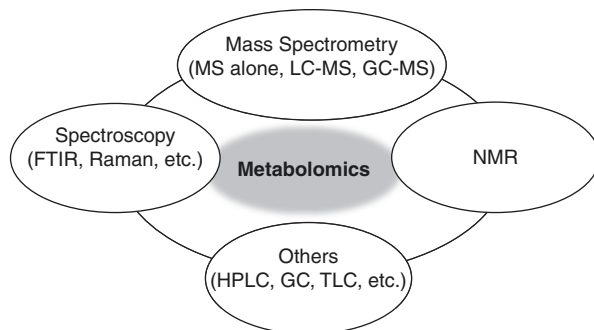 Mass Spectrometry
(MS alone, LC-MS, GC-MS)
Spectroscopy
(FTIR, Raman, etc.)
Metabolomics
NMR
Others
(HPLC, GC, TLC, etc.)